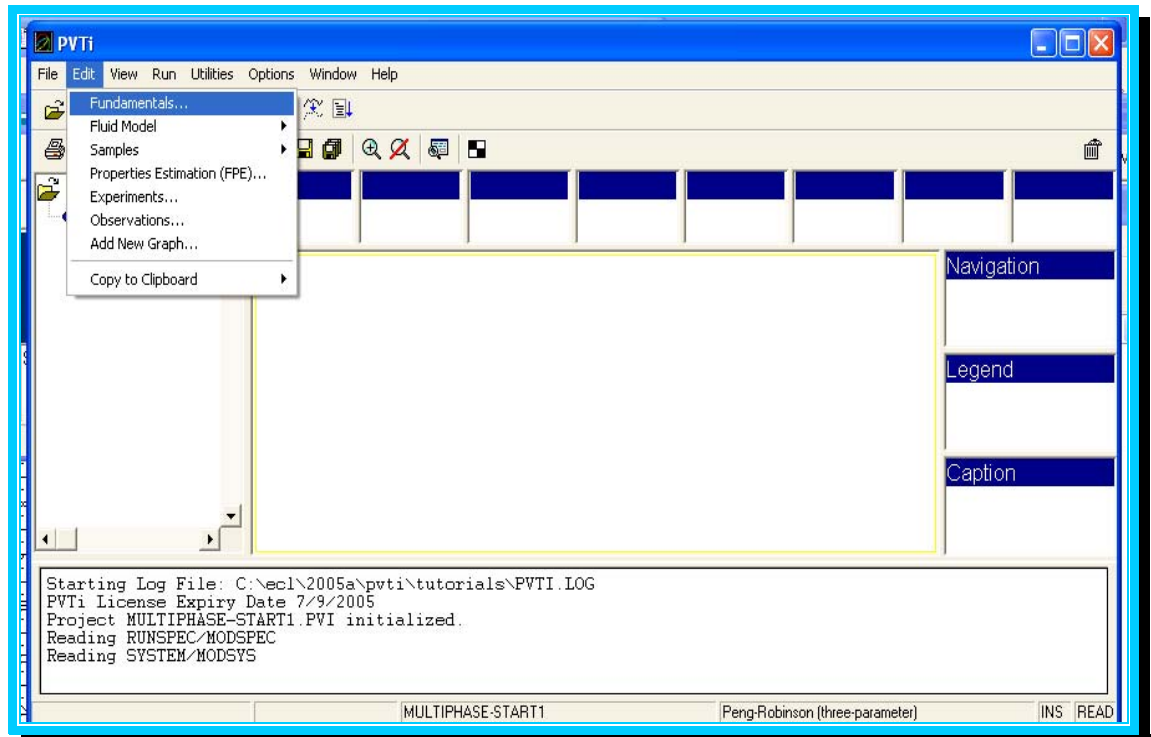 PVTi
File Edit View Run Utilities Options Window Help
Fundamentals...
Fluid Model
Samples
Properties Estimation (FPE)...
Experiments...
Observations...
Add New Graph...
Copy to Clipboard
Navigation
Legend
Caption
Starting Log File: C:\ecl\2005a\pvti\tutorials\PVTI.LOG
PVTi License Expiry Date 7/9/2005
Project MULTIPHASE-START1.PVI initialized.
Reading RUNSPEC/MODSPEC
Reading SYSTEM/MODSYS
MULTIPHASE-START1 Peng-Robinson (three-parameter) INS READ